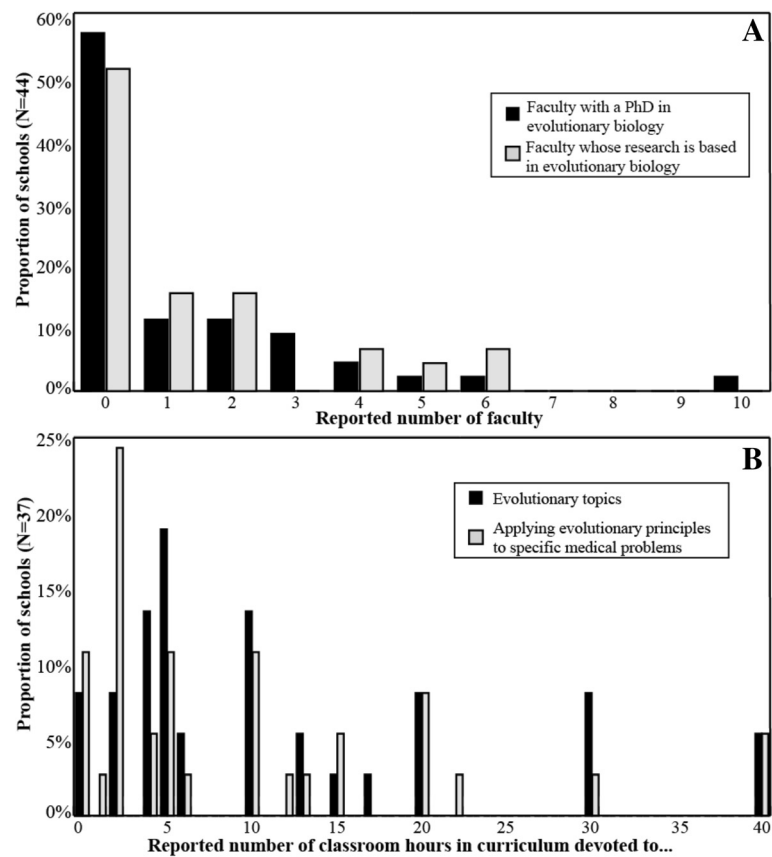 A
60%
50%
40%
30%
20%
10%
0%
Proportion of schools (N=44)
Faculty with a PhD in
evolutionary biology
Faculty whose research is based
in evolutionary biology
0 1 2 3 4 5 6 7 8 9 10
Reported number of faculty
B
25%
20%
15%
10%
5%
0%
Proportion of schools (N=37)
Evolutionary topics
Applying evolutionary principles
to specific medical problems
0 5 10 15 20 25 30 35 40
Reported number of classroom hours in curriculum devoted to...